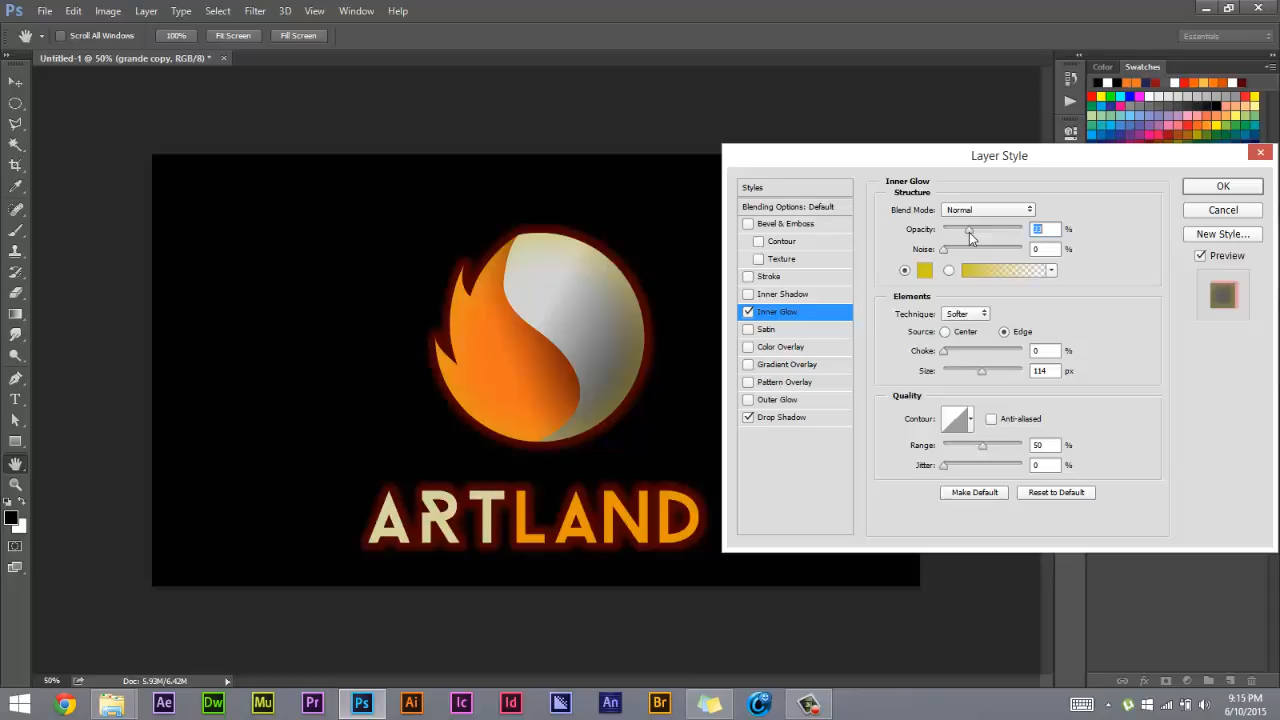 Ps File Edit Image Layer Type Select Filter 3D View Window Help
Scroll All Windows 100% Fit Screen Fill Screen Essentials
Untitled-1 @ 50% (grande copy, RGB/8) * ×
Color Swatches
Layer Style
Styles
Blending Options: Default
Bevel & Emboss
Contour
Texture
Stroke
Inner Shadow
Inner Glow
Satin
Color Overlay
Gradient Overlay
Pattern Overlay
Outer Glow
Drop Shadow
Inner Glow
Structure
Blend Mode: Normal
Opacity: 33 %
Noise: 0 %
Elements
Technique: Softer
Source: Center Edge
Choke: 0 %
Size: 114 px
Quality
Contour: Anti-aliased
Range: 50 %
Jitter: 0 %
Make Default Reset to Default
OK
Cancel
New Style...
Preview
ARTLAND
50% Doc: 5.93M/6.42M
Ae Dw Mu Pr Ps Ai Ic Id An Br
9:15 PM
6/10/2015